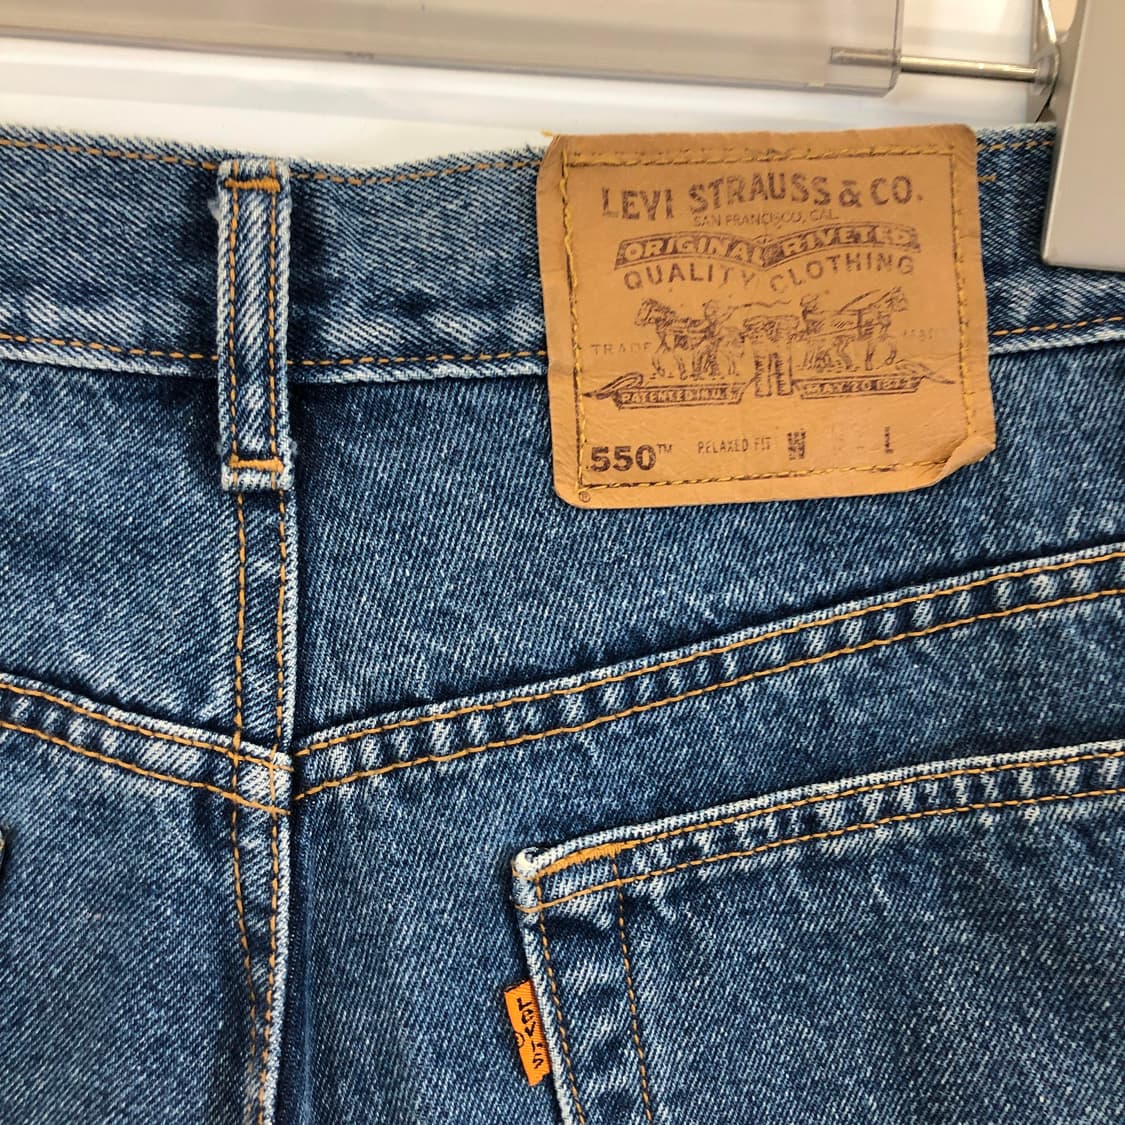 LEVI STRAUSS & CO.
SAN FRANCISCO, CAL.
ORIGINAL RIVETED
QUALITY CLOTHING
TRADE
PATENTED IN U.S.
MAY 20 1873
550™ RELAXED FIT W L
®
LEVI'S
®